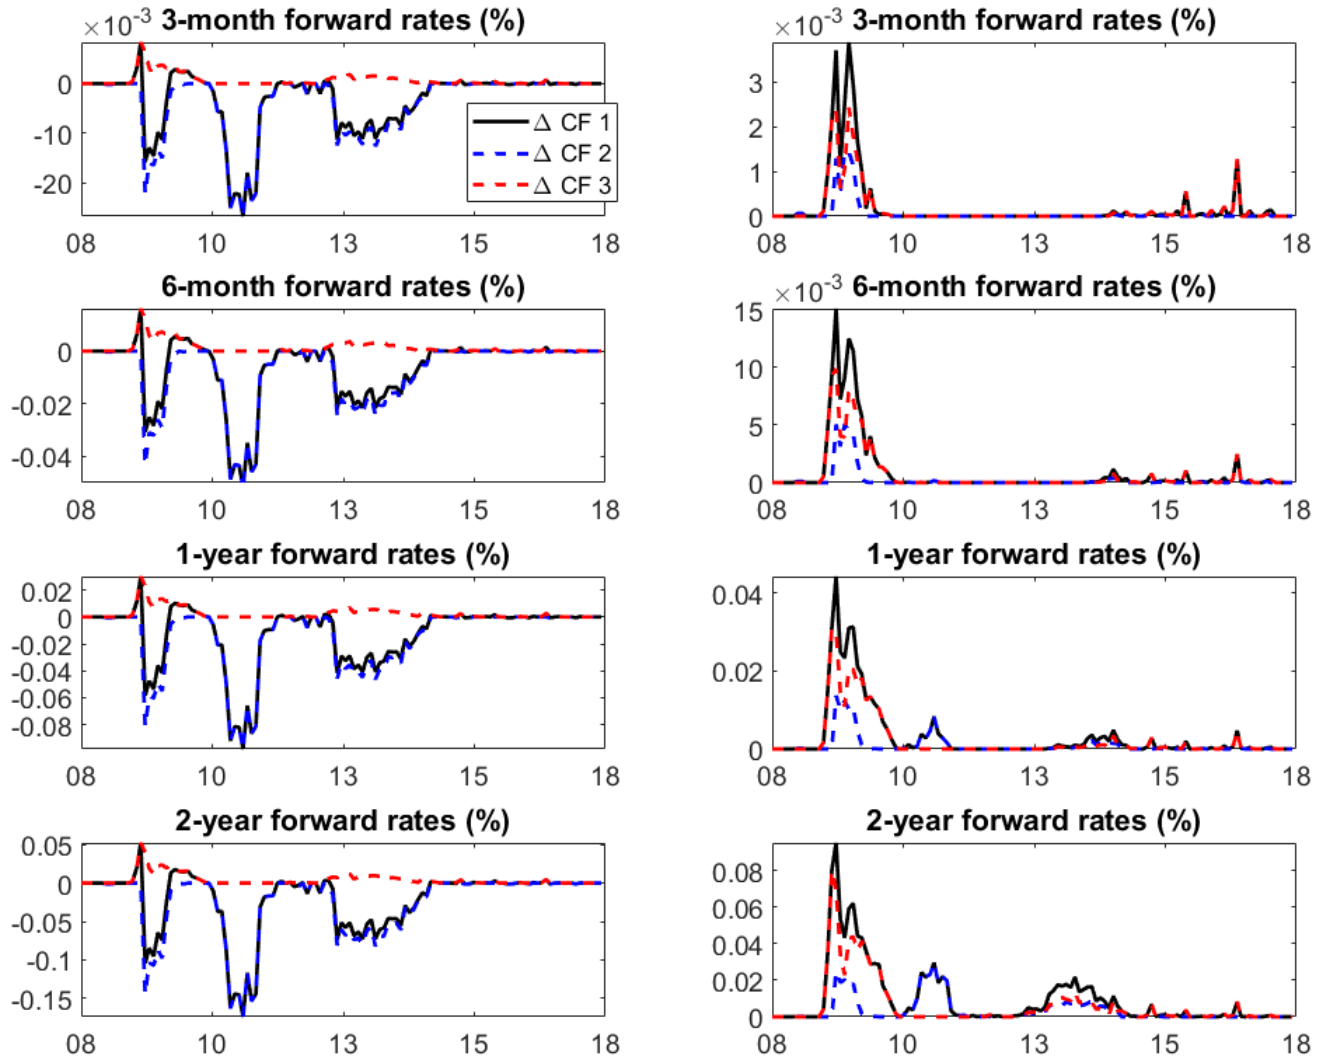 ×10⁻³ 3-month forward rates (%)
0
-10
-20
08 10 13 15 18
Δ CF 1
Δ CF 2
Δ CF 3
×10⁻³ 3-month forward rates (%)
3
2
1
0
08 10 13 15 18
6-month forward rates (%)
0
-0.02
-0.04
08 10 13 15 18
×10⁻³ 6-month forward rates (%)
15
10
5
0
08 10 13 15 18
1-year forward rates (%)
0.02
0
-0.02
-0.04
-0.06
-0.08
08 10 13 15 18
1-year forward rates (%)
0.04
0.02
0
08 10 13 15 18
2-year forward rates (%)
0.05
0
-0.05
-0.1
-0.15
08 10 13 15 18
2-year forward rates (%)
0.08
0.06
0.04
0.02
0
08 10 13 15 18